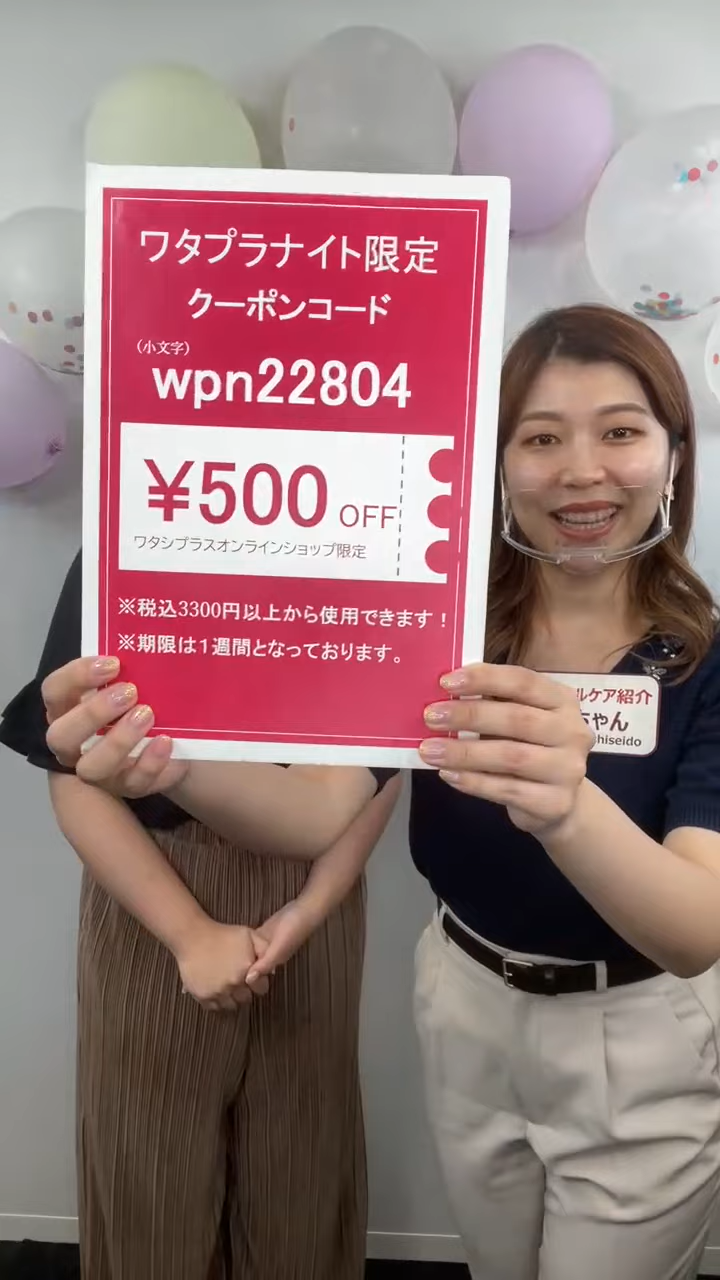 ワタプラナイト限定
クーポンコード
(小文字)
wpn22804
¥500 OFF
ワタシプラスオンラインショップ限定
※税込3300円以上から使用できます！
※期限は1週間となっております。
ルケア紹介
ちゃん
hiseido